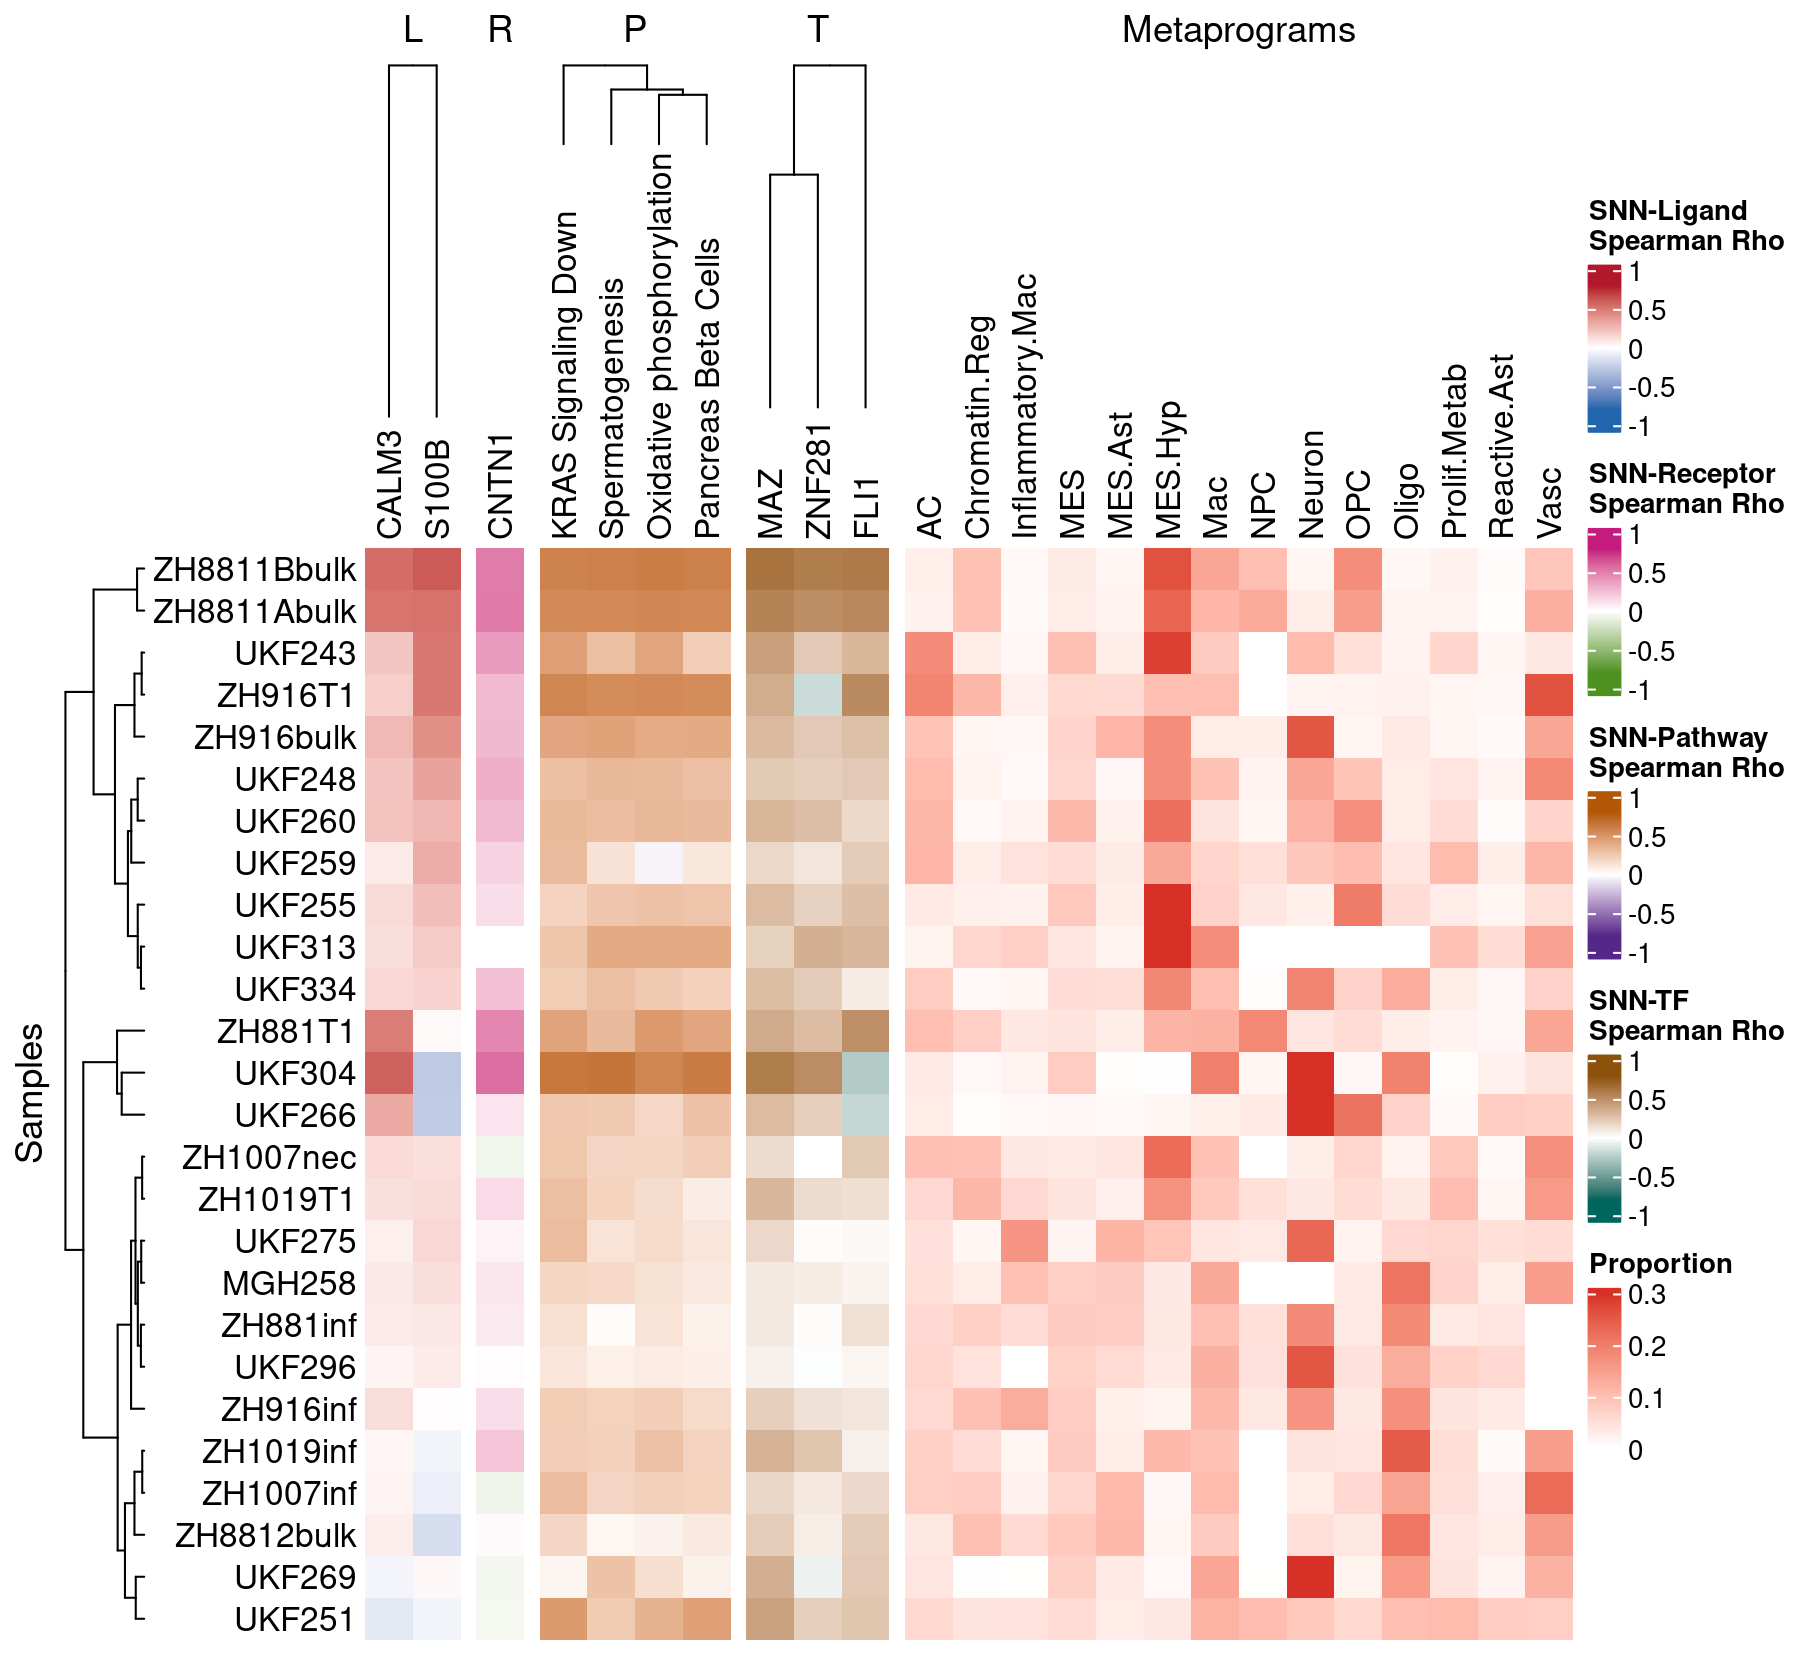 L R P T Metaprograms
CALM3
S100B
CNTN1
KRAS Signaling Down
Spermatogenesis
Oxidative phosphorylation
Pancreas Beta Cells
MAZ
ZNF281
FLI1
AC
Chromatin.Reg
Inflammatory.Mac
MES
MES.Ast
MES.Hyp
Mac
NPC
Neuron
OPC
Oligo
Prolif.Metab
Reactive.Ast
Vasc
Samples
ZH8811Bbulk
ZH8811Abulk
UKF243
ZH916T1
ZH916bulk
UKF248
UKF260
UKF259
UKF255
UKF313
UKF334
ZH881T1
UKF304
UKF266
ZH1007nec
ZH1019T1
UKF275
MGH258
ZH881inf
UKF296
ZH916inf
ZH1019inf
ZH1007inf
ZH8812bulk
UKF269
UKF251
SNN-Ligand
Spearman Rho
1
0.5
0
-0.5
-1
SNN-Receptor
Spearman Rho
1
0.5
0
-0.5
-1
SNN-Pathway
Spearman Rho
1
0.5
0
-0.5
-1
SNN-TF
Spearman Rho
1
0.5
0
-0.5
-1
Proportion
0.3
0.2
0.1
0